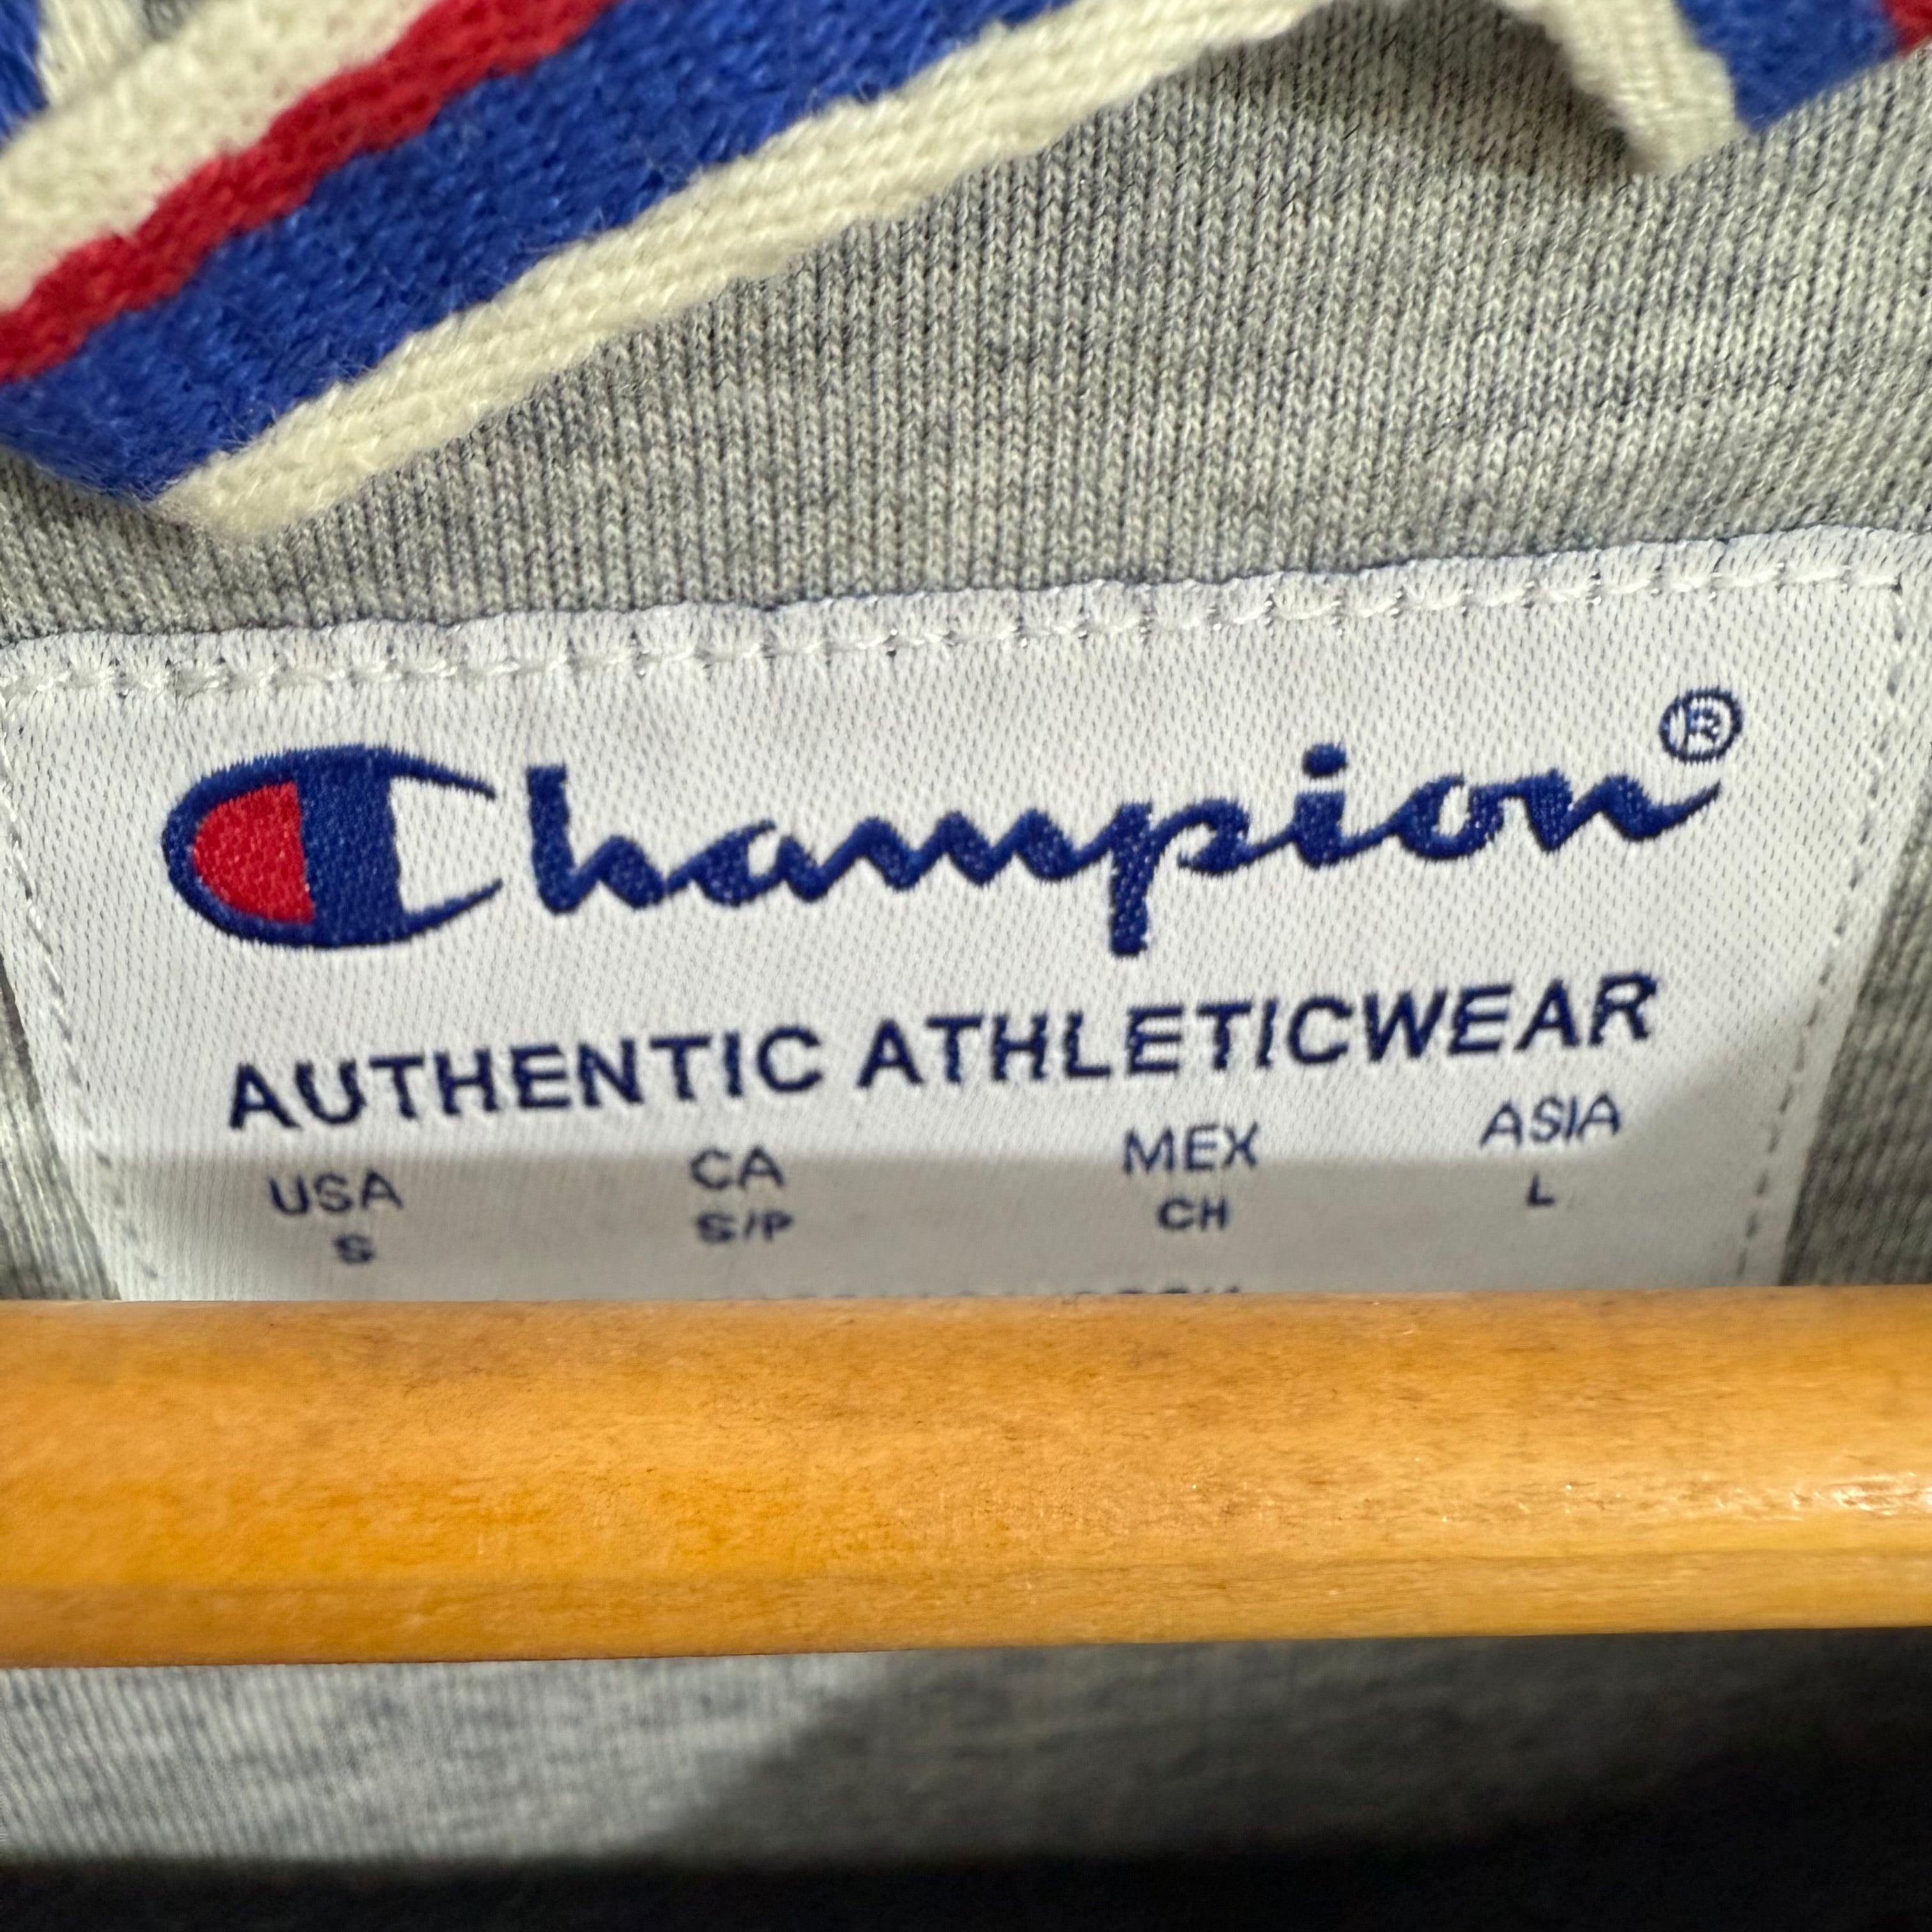 Champion®
AUTHENTIC ATHLETICWEAR
USA CA MEX ASIA
S S/P CH L